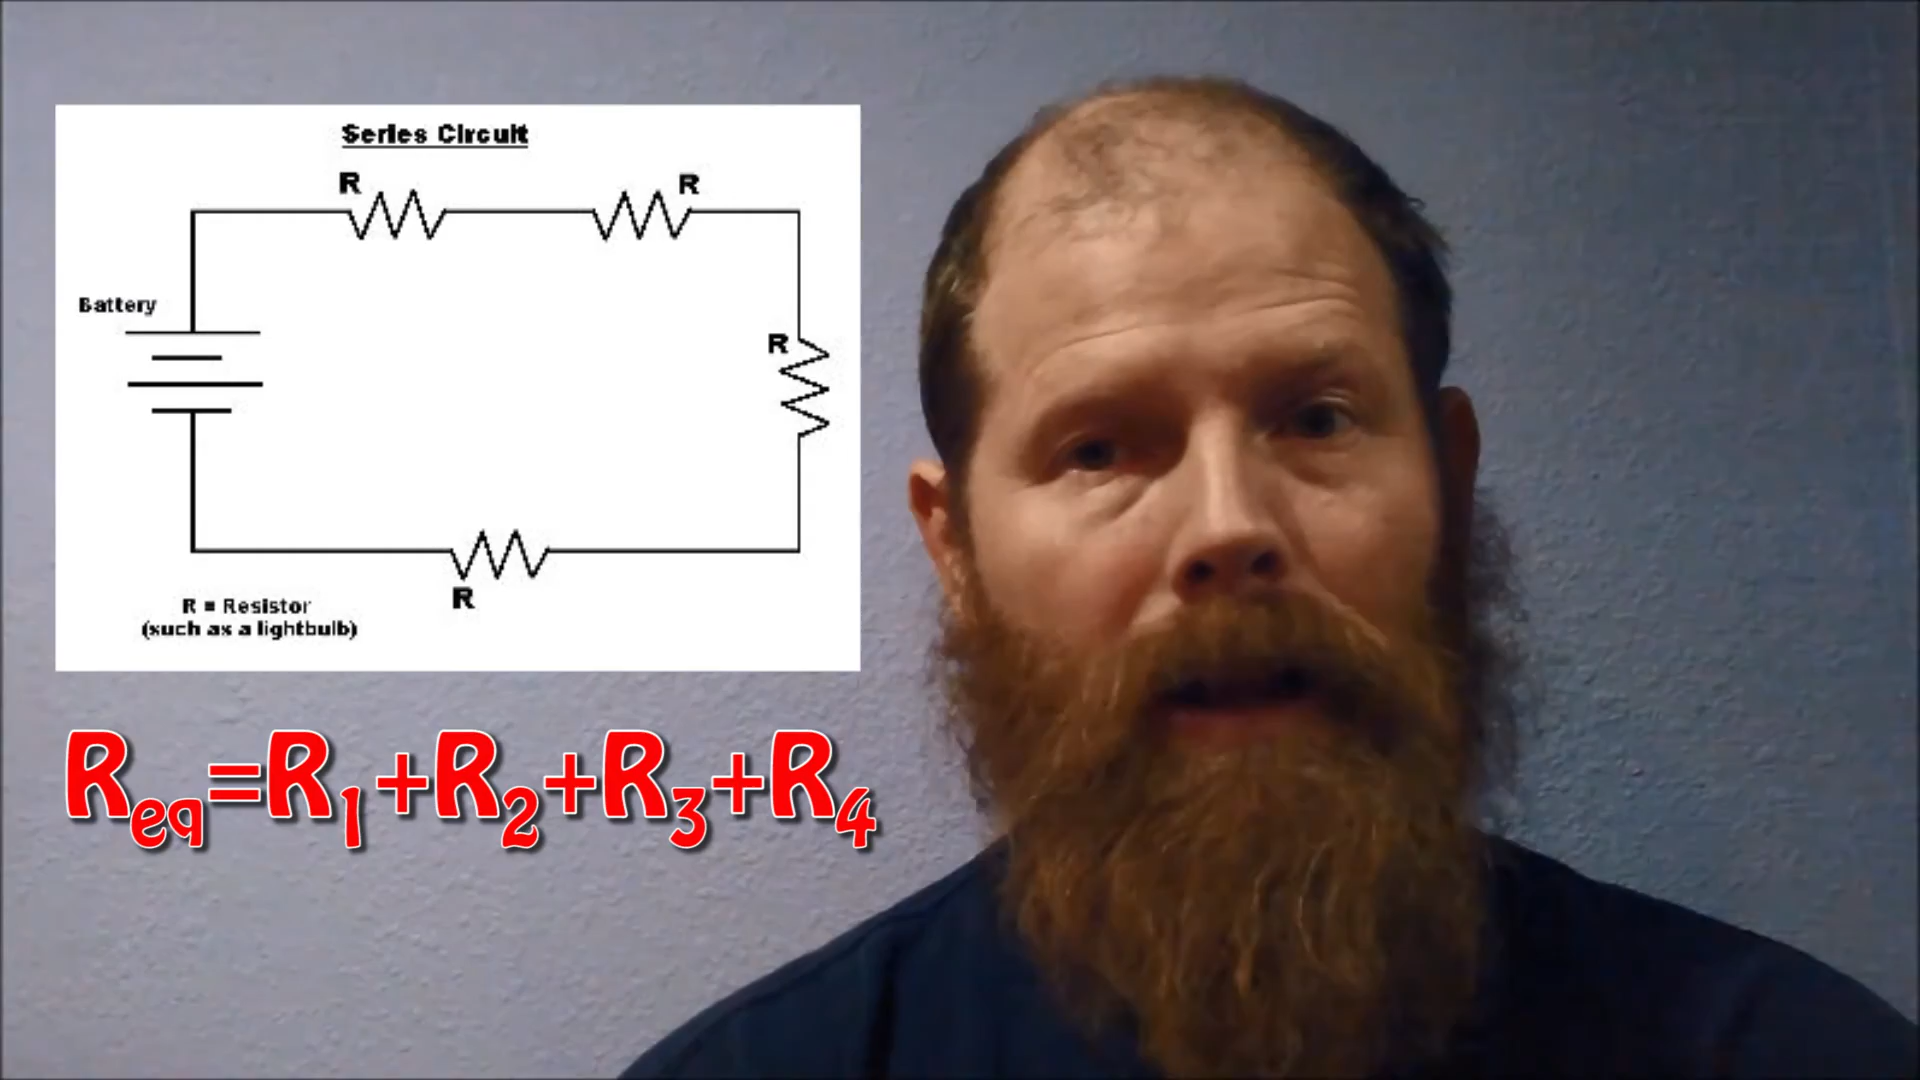 Series Circuit
R
R
Battery
R
R
R = Resistor
(such as a lightbulb)
Req=R1+R2+R3+R4